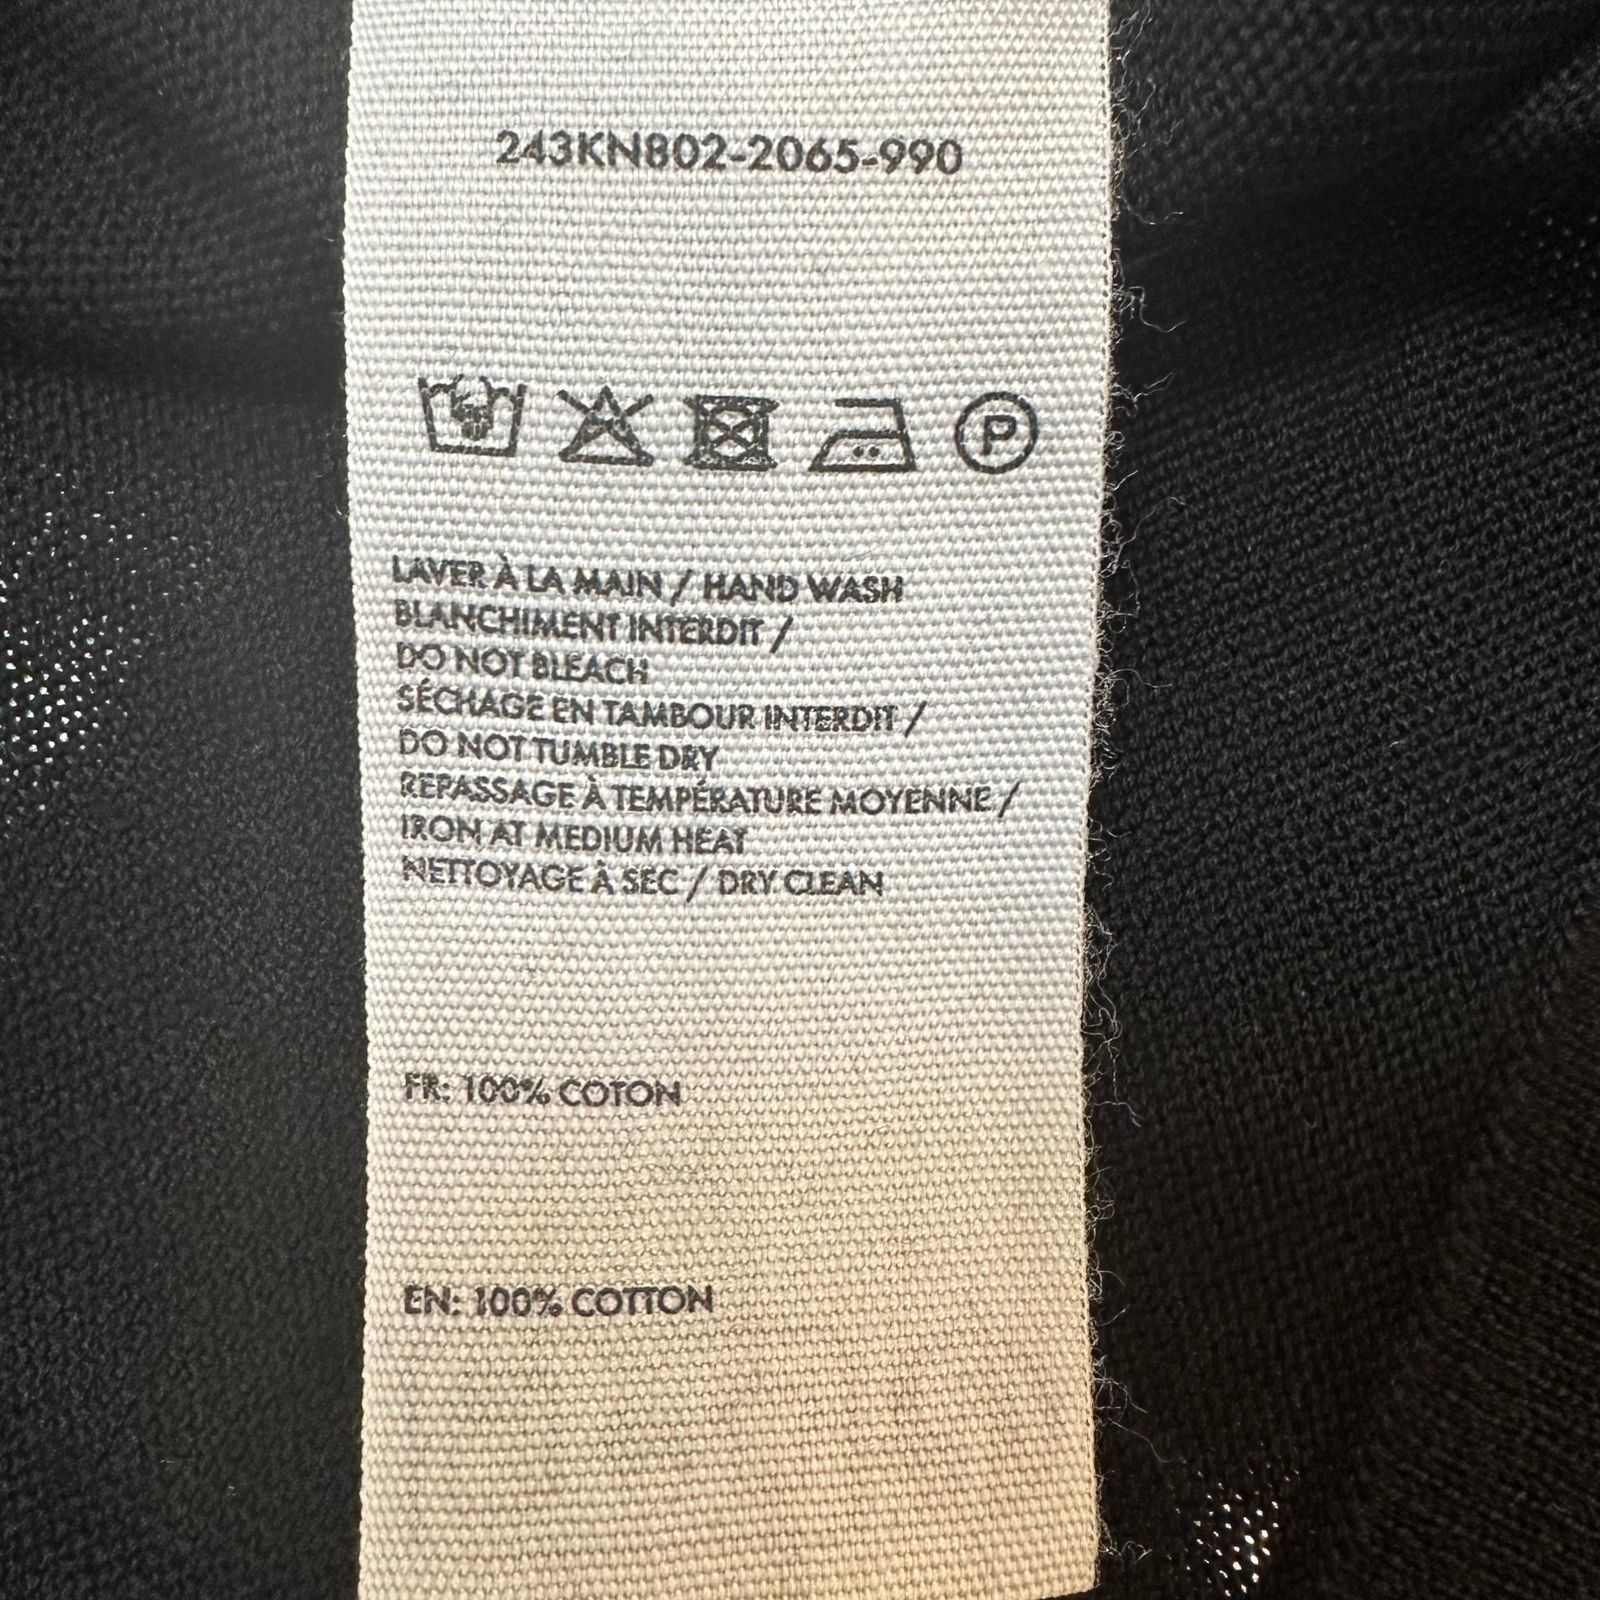 243KN802-2065-990
P
LAVER À LA MAIN / HAND WASH
BLANCHIMENT INTERDIT /
DO NOT BLEACH
SÉCHAGE EN TAMBOUR INTERDIT /
DO NOT TUMBLE DRY
REPASSAGE À TEMPÉRATURE MOYENNE /
IRON AT MEDIUM HEAT
NETTOYAGE À SEC / DRY CLEAN
FR: 100% COTON
EN: 100% COTTON